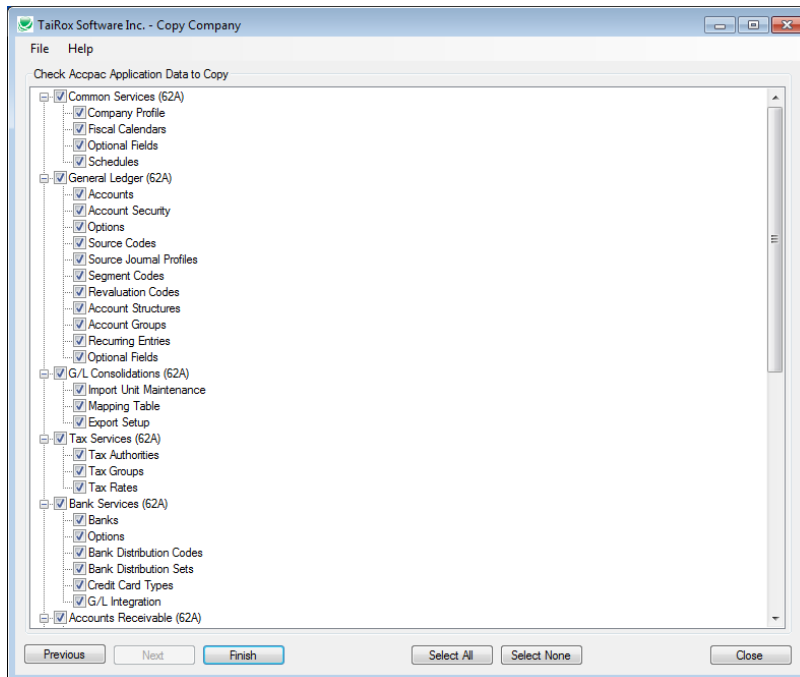 TaiRox Software Inc. - Copy Company
File Help
Check Accpac Application Data to Copy
Common Services (62A)
Company Profile
Fiscal Calendars
Optional Fields
Schedules
General Ledger (62A)
Accounts
Account Security
Options
Source Codes
Source Journal Profiles
Segment Codes
Revaluation Codes
Account Structures
Account Groups
Recurring Entries
Optional Fields
G/L Consolidations (62A)
Import Unit Maintenance
Mapping Table
Export Setup
Tax Services (62A)
Tax Authorities
Tax Groups
Tax Rates
Bank Services (62A)
Banks
Options
Bank Distribution Codes
Bank Distribution Sets
Credit Card Types
G/L Integration
Accounts Receivable (62A)
Previous Next Finish Select All Select None Close